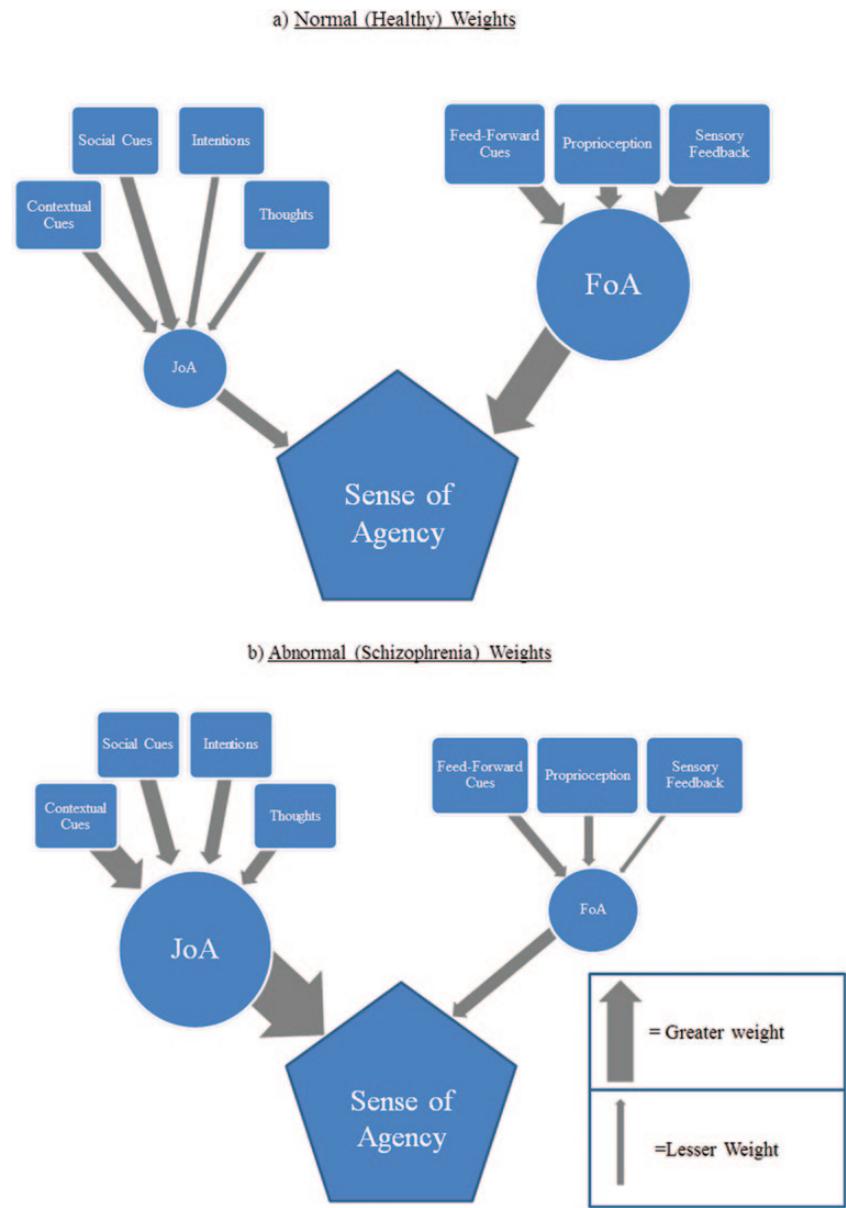 a) Normal (Healthy) Weights
Social Cues
Intentions
Contextual
Cues
Thoughts
Feed-Forward
Cues
Proprioception
Sensory
Feedback
JoA
FoA
Sense of
Agency
b) Abnormal (Schizophrenia) Weights
Social Cues
Intentions
Contextual
Cues
Thoughts
Feed-Forward
Cues
Proprioception
Sensory
Feedback
JoA
FoA
Sense of
Agency
= Greater weight
=Lesser Weight